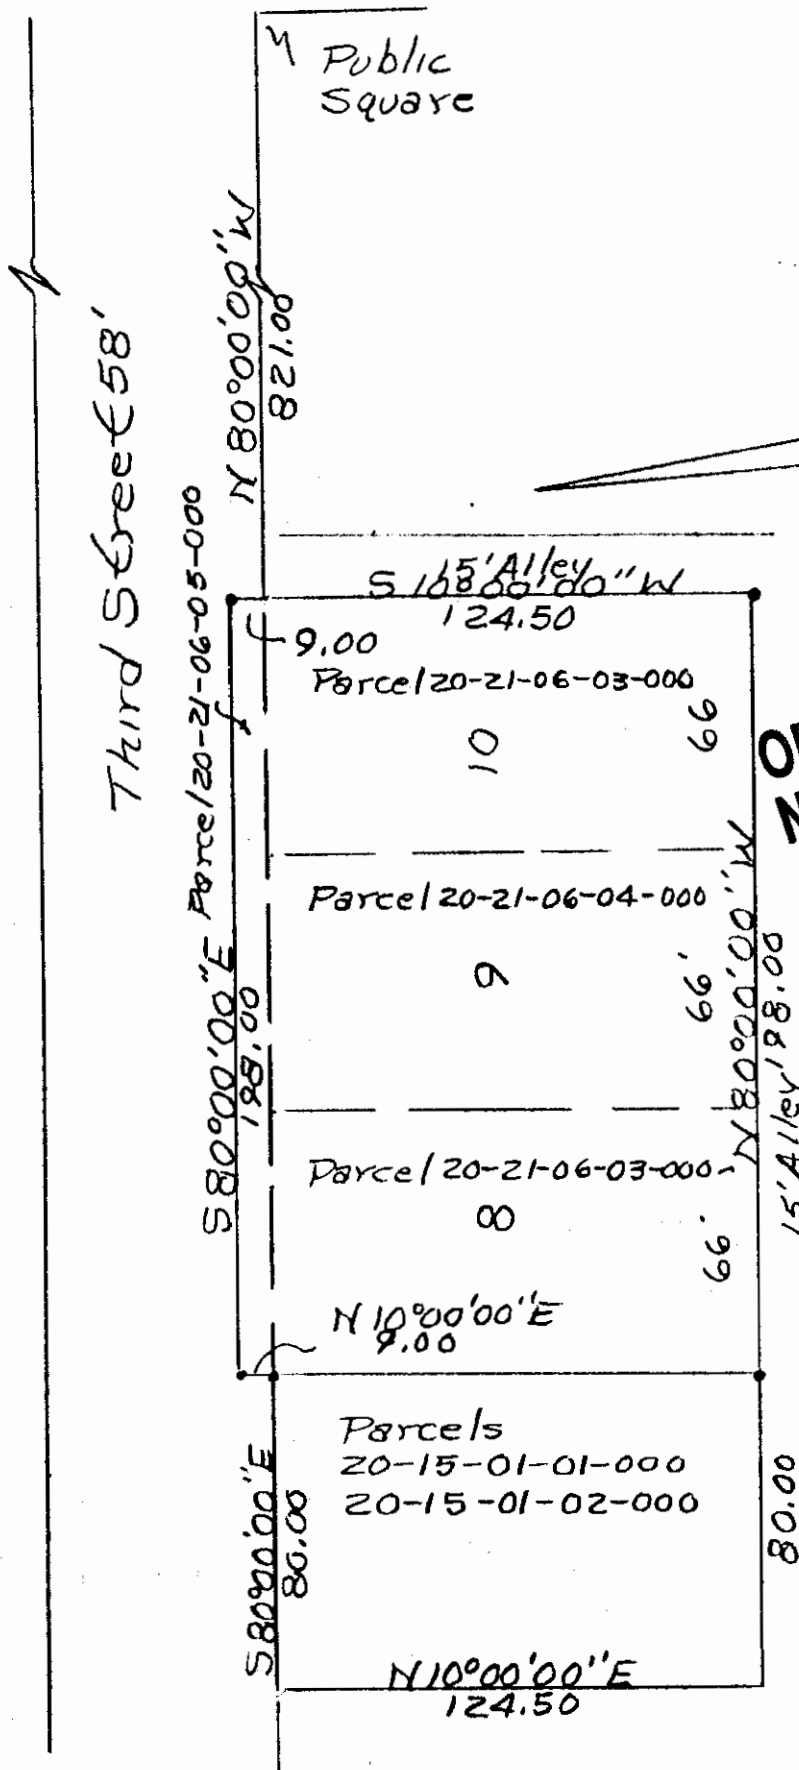 Public
Square
N 80°00'00" W
821.00
Third Street 58'
15' Alley
S 10°00'00" W
124.50
9.00
Parcel 20-21-06-05-000
Parcel 20-21-06-03-000
10
66
Parcel 20-21-06-04-000
9
66'
N 80°00'00" W
198.00
15' Alley
S 80°00'00" E
198.00
Parcel 20-21-06-03-000
8
66'
N 10°00'00" E
9.00
Parcels
20-15-01-01-000
20-15-01-02-000
S 80°00'00" E
80.00
80.00
N 10°00'00" E
124.50